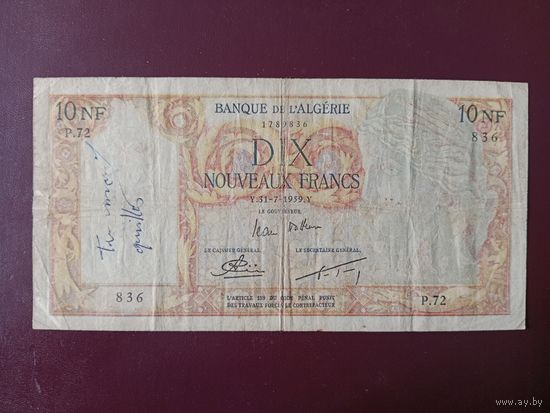 10 NF
BANQUE DE L'ALGÉRIE
10 NF
P.72
1789836
836
DIX
NOUVEAUX FRANCS
Y.31-7-1959.Y
LE GOUVERNEUR,
LE CAISSIER GÉNÉRAL,
LE SECRÉTAIRE GÉNÉRAL,
836
L'ARTICLE 139 DU CODE PÉNAL PUNIT
DES TRAVAUX FORCÉS LE CONTREFACTEUR
P.72
www.ay.by